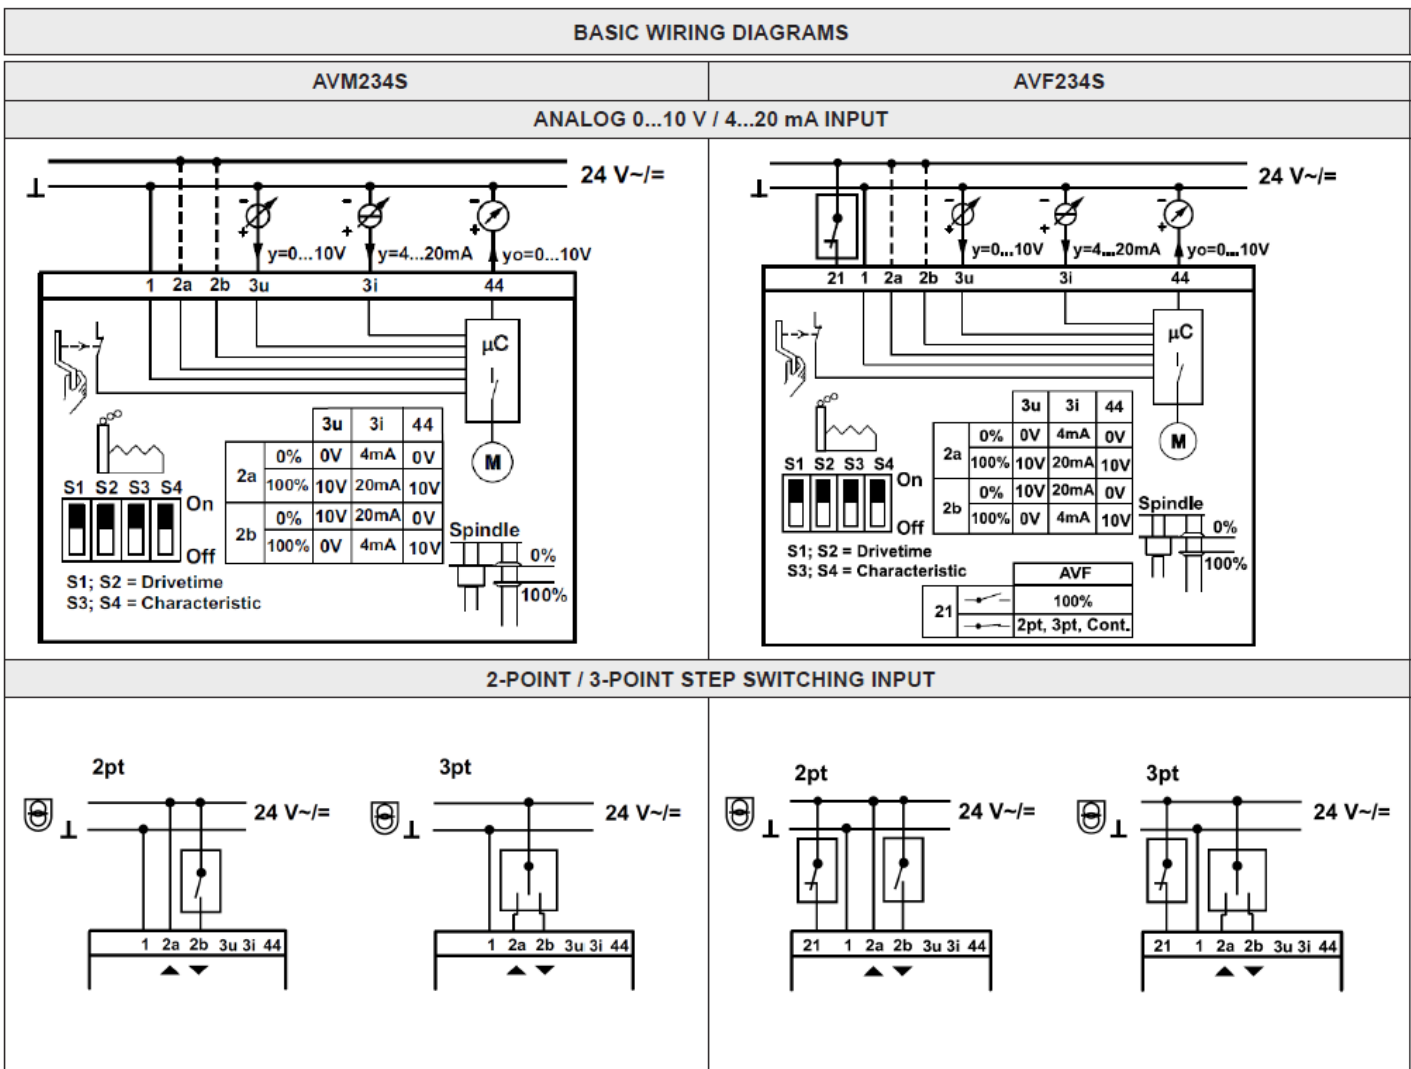 BASIC WIRING DIAGRAMS
AVM234S
AVF234S
ANALOG 0...10 V / 4...20 mA INPUT
⊥
24 V~/=
-
+
-
+
-
+
y=0...10V
y=4...20mA
yo=0...10V
1 2a 2b 3u 3i 44
µC
M
3u 3i 44
2a 0% 0V 4mA 0V
100% 10V 20mA 10V
2b 0% 10V 20mA 0V
100% 0V 4mA 10V
S1 S2 S3 S4
On
Off
S1; S2 = Drivetime
S3; S4 = Characteristic
Spindle
0%
100%
⊥
24 V~/=
-
+
-
+
-
+
y=0...10V
y=4...20mA
yo=0...10V
21 1 2a 2b 3u 3i 44
µC
M
3u 3i 44
2a 0% 0V 4mA 0V
100% 10V 20mA 10V
2b 0% 10V 20mA 0V
100% 0V 4mA 10V
S1 S2 S3 S4
On
Off
S1; S2 = Drivetime
S3; S4 = Characteristic
Spindle
0%
100%
AVF
21 100%
2pt, 3pt, Cont.
2-POINT / 3-POINT STEP SWITCHING INPUT
2pt
⊥
24 V~/=
1 2a 2b 3u 3i 44
3pt
⊥
24 V~/=
1 2a 2b 3u 3i 44
2pt
⊥
24 V~/=
21 1 2a 2b 3u 3i 44
3pt
⊥
24 V~/=
21 1 2a 2b 3u 3i 44